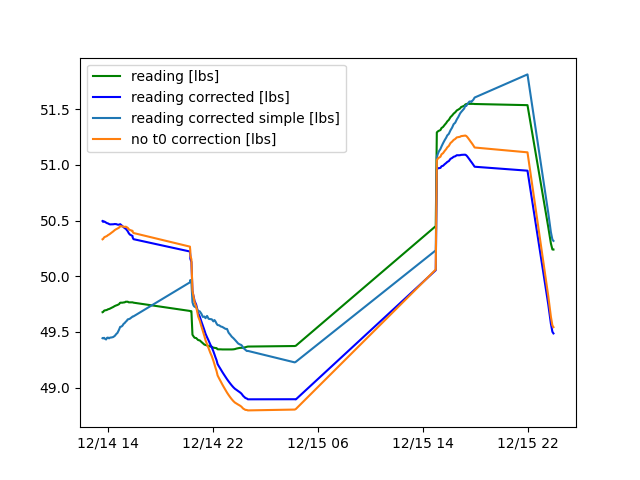 reading [lbs]
reading corrected [lbs]
reading corrected simple [lbs]
no t0 correction [lbs]
51.5
51.0
50.5
50.0
49.5
49.0
12/14 14 12/14 22 12/15 06 12/15 14 12/15 22